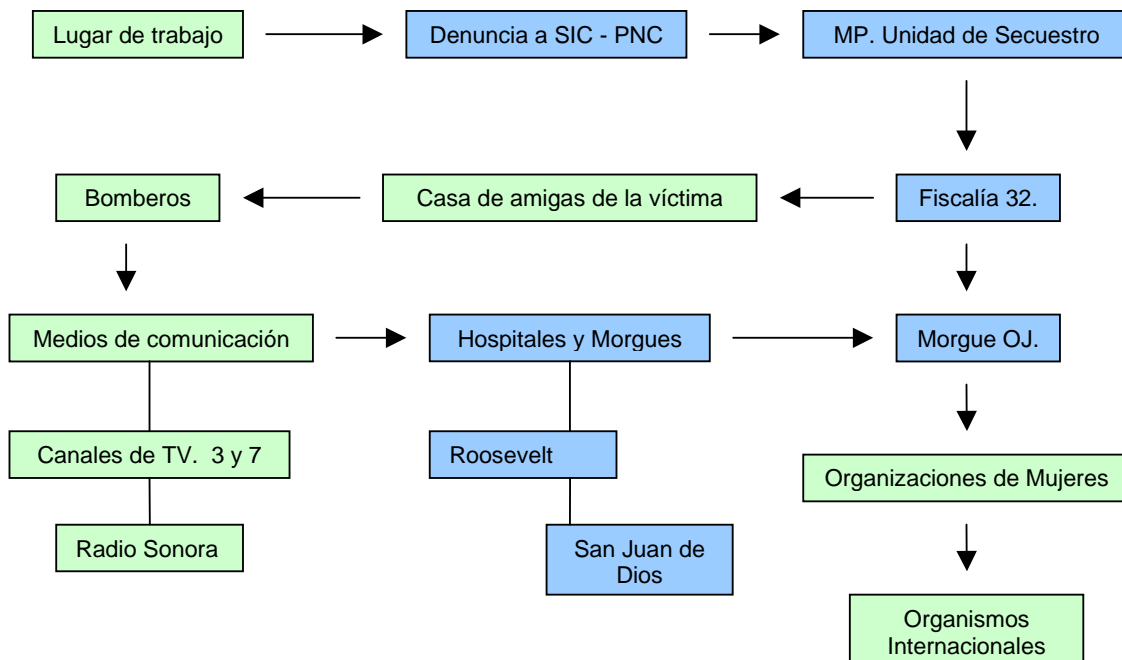 Lugar de trabajo
Denuncia a SIC - PNC
MP. Unidad de Secuestro
Bomberos
Casa de amigas de la víctima
Fiscalía 32.
Medios de comunicación
Hospitales y Morgues
Morgue OJ.
Canales de TV. 3 y 7
Roosevelt
Organizaciones de Mujeres
Radio Sonora
San Juan de
Dios
Organismos
Internacionales